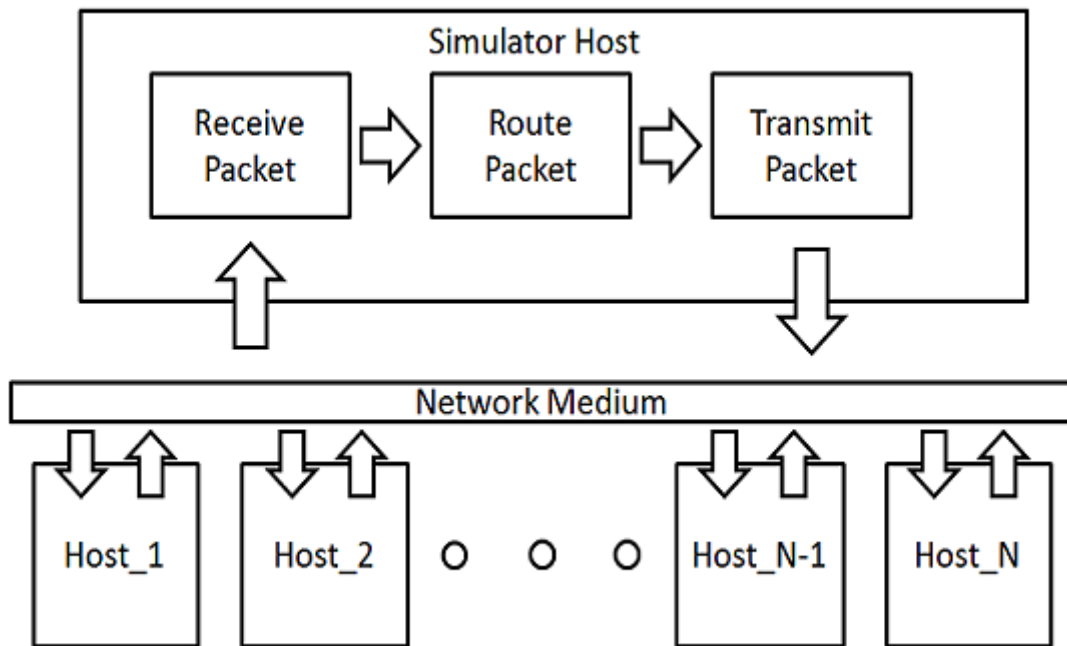 Simulator Host
Receive
Packet
Route
Packet
Transmit
Packet
Network Medium
Host_1
Host_2
Host_N-1
Host_N